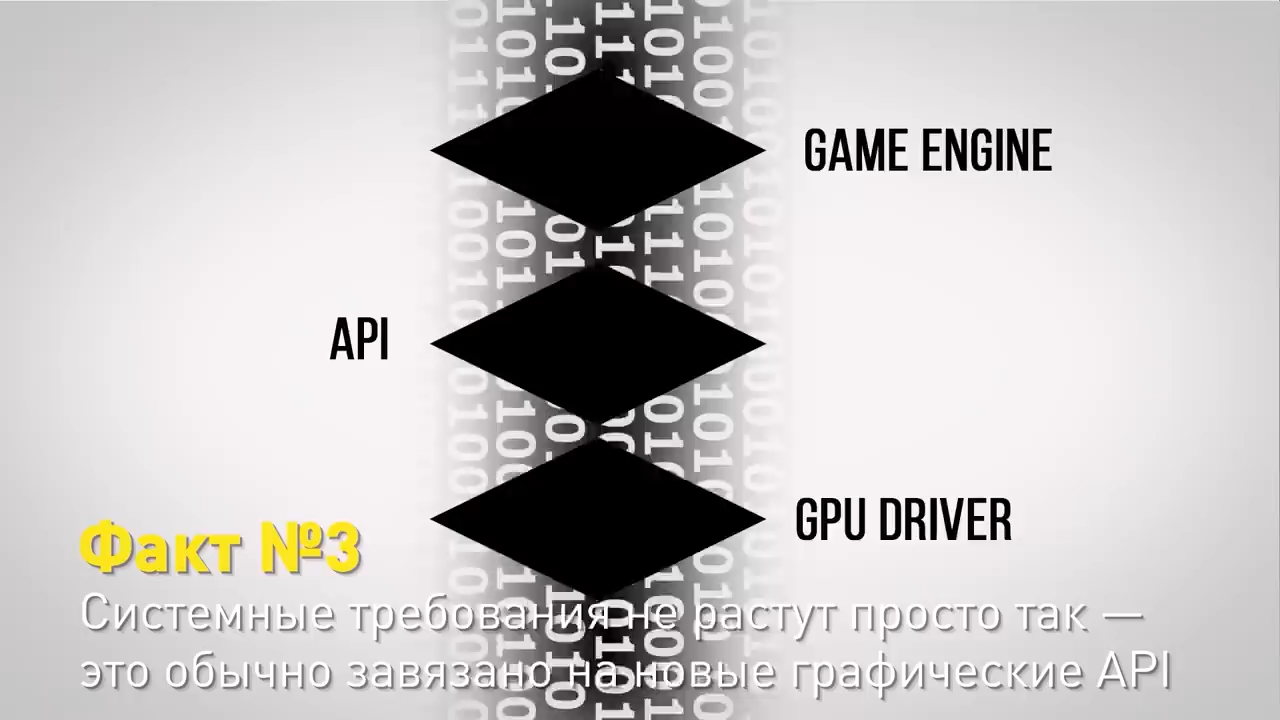 GAME ENGINE
API
GPU DRIVER
Факт №3
Системные требования не растут просто так —
это обычно завязано на новые графические API